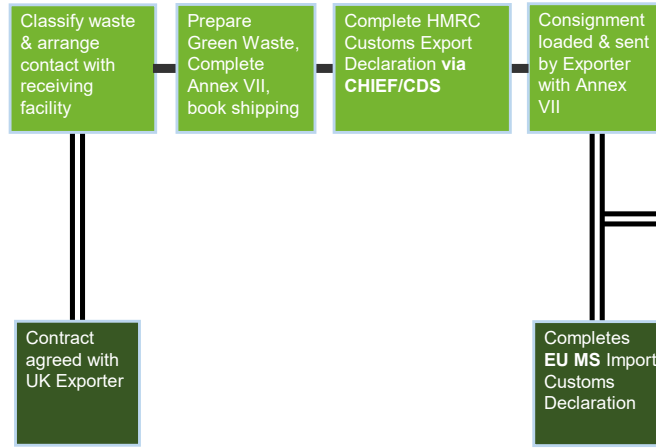 Classify waste
& arrange
contact with
receiving
facility
Prepare
Green Waste,
Complete
Annex VII,
book shipping
Complete HMRC
Customs Export
Declaration via
CHIEF/CDS
Consignment
loaded & sent
by Exporter
with Annex
VII
Contract
agreed with
UK Exporter
Completes
EU MS Import
Customs
Declaration